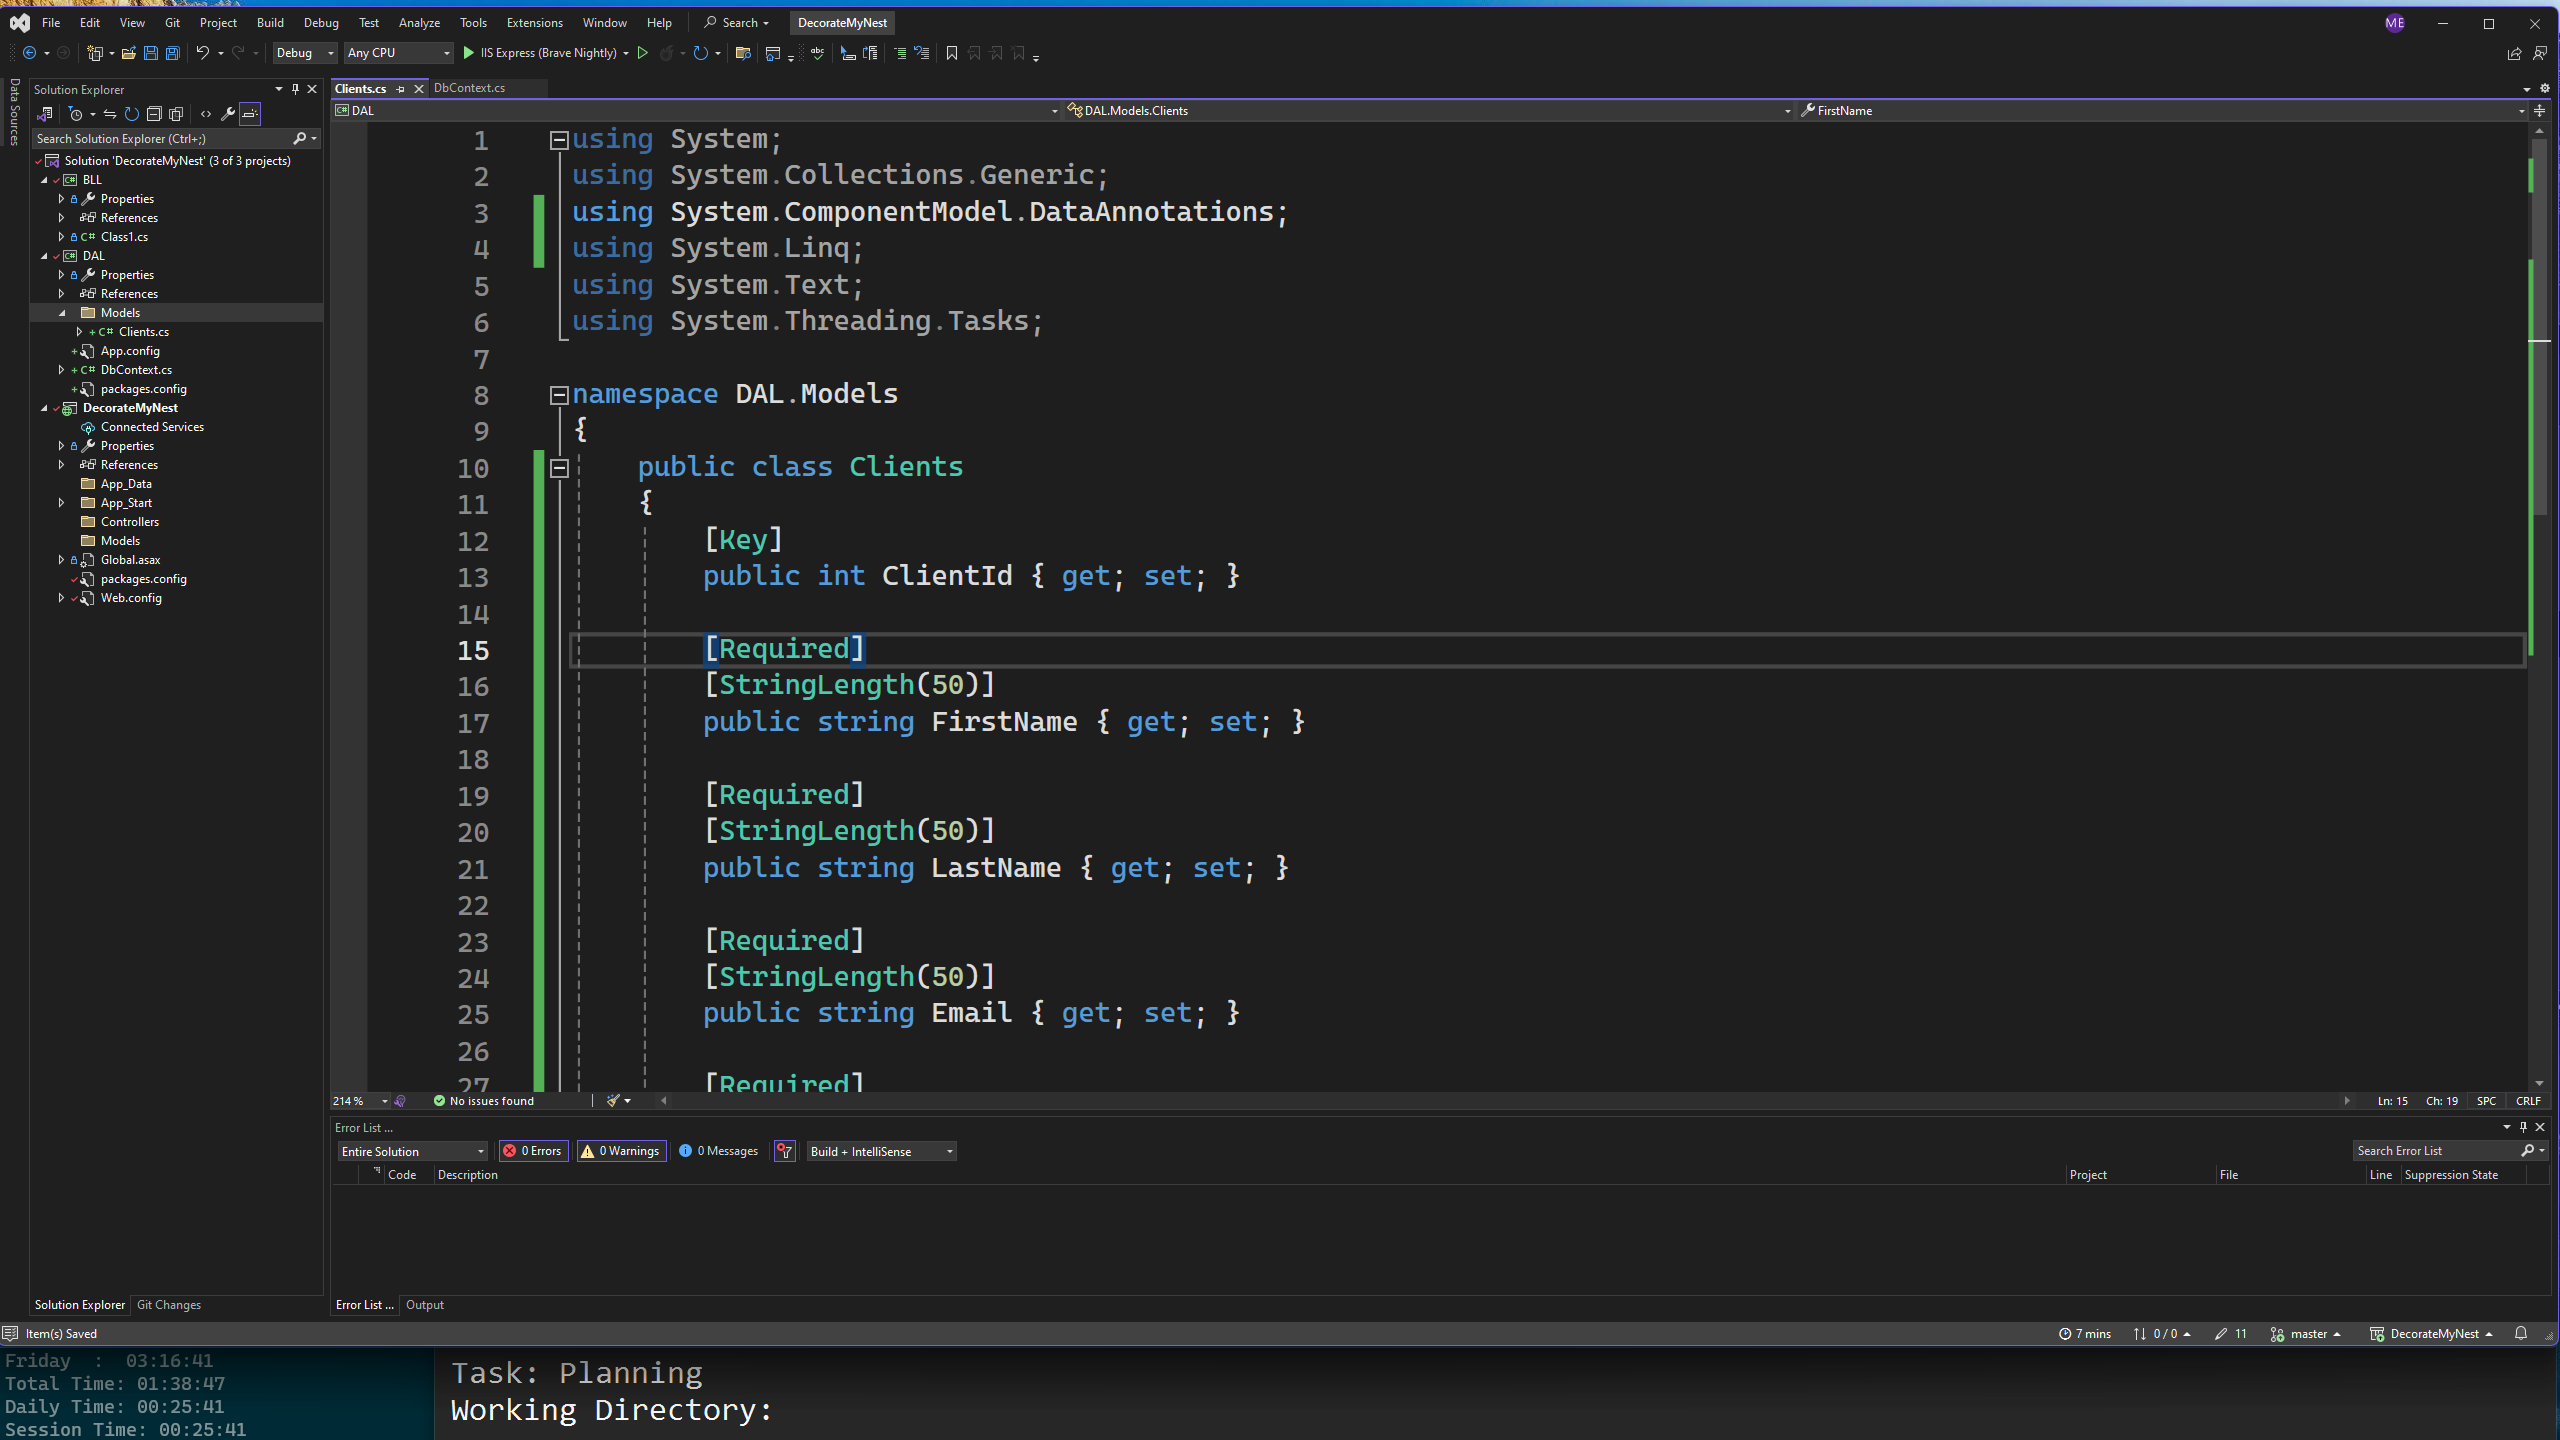 File Edit View Git Project Build Debug Test Analyze Tools Extensions Window Help Search DecorateMyNest ME
Debug Any CPU IIS Express (Brave Nightly)
Data Sources
Solution Explorer
Search Solution Explorer (Ctrl+;)
Solution 'DecorateMyNest' (3 of 3 projects)
BLL
Properties
References
C# Class1.cs
DAL
Properties
References
Models
C# Clients.cs
App.config
C# DbContext.cs
packages.config
DecorateMyNest
Connected Services
Properties
References
App_Data
App_Start
Controllers
Models
Global.asax
packages.config
Web.config
Solution Explorer Git Changes
Clients.cs DbContext.cs
DAL DAL.Models.Clients FirstName
1 using System;
2 using System.Collections.Generic;
3 using System.ComponentModel.DataAnnotations;
4 using System.Linq;
5 using System.Text;
6 using System.Threading.Tasks;
7
8 namespace DAL.Models
9 {
10 public class Clients
11 {
12 [Key]
13 public int ClientId { get; set; }
14
15 [Required]
16 [StringLength(50)]
17 public string FirstName { get; set; }
18
19 [Required]
20 [StringLength(50)]
21 public string LastName { get; set; }
22
23 [Required]
24 [StringLength(50)]
25 public string Email { get; set; }
26
27 [Required]
214 % No issues found Ln: 15 Ch: 19 SPC CRLF
Error List ...
Entire Solution 0 Errors 0 Warnings 0 Messages Build + IntelliSense Search Error List
Code Description Project File Line Suppression State
Error List ... Output
Item(s) Saved 7 mins 0 / 0 11 master DecorateMyNest
Friday : 03:16:41
Total Time: 01:38:47
Daily Time: 00:25:41
Session Time: 00:25:41
Task: Planning
Working Directory: